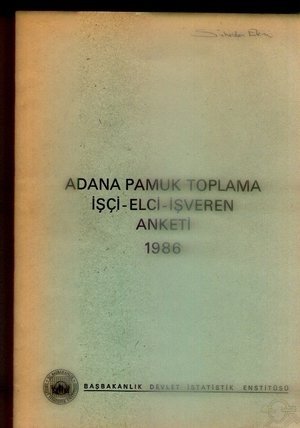 ADANA PAMUK TOPLAMA
İŞÇİ-ELCİ-İŞVEREN
ANKETİ
1986
BAŞBAKANLIK DEVLET İSTATİSTİK ENSTİTÜSÜ